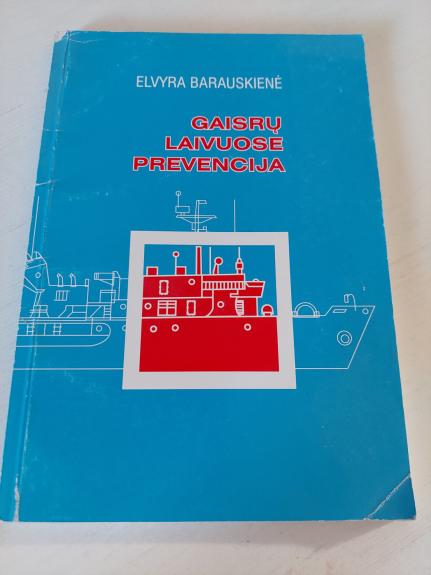 ELVYRA BARAUSKIENĖ
GAISRŲ
LAIVUOSE
PREVENCIJA